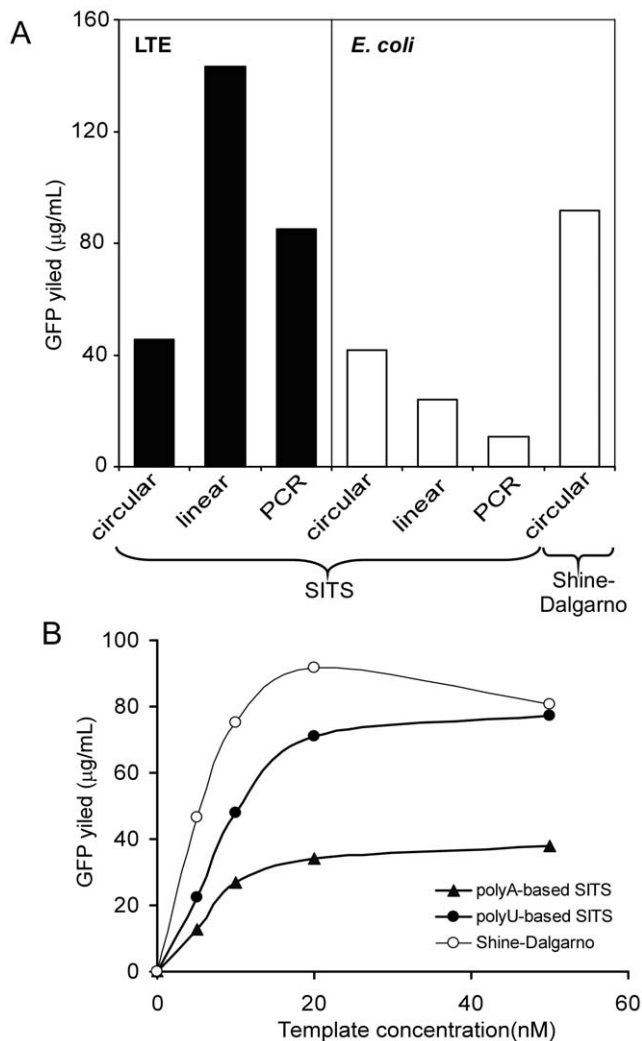 A
LTE
E. coli
160
120
80
40
0
GFP yiled (μg/mL)
circular
linear
PCR
circular
linear
PCR
circular
SITS
Shine-
Dalgarno
B
100
80
60
40
20
0
GFP yiled (μg/mL)
polyA-based SITS
polyU-based SITS
Shine-Dalgarno
0
20
40
60
Template concentration(nM)